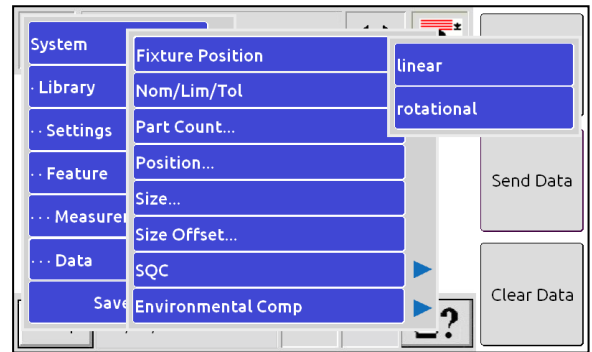 System
· Library
· · Settings
· · Feature
· · · Measurem
· · · Data
Save
Fixture Position
Nom/Lim/Tol
Part Count...
Position...
Size...
Size Offset...
SQC
Environmental Comp
linear
rotational
Send Data
Clear Data
?